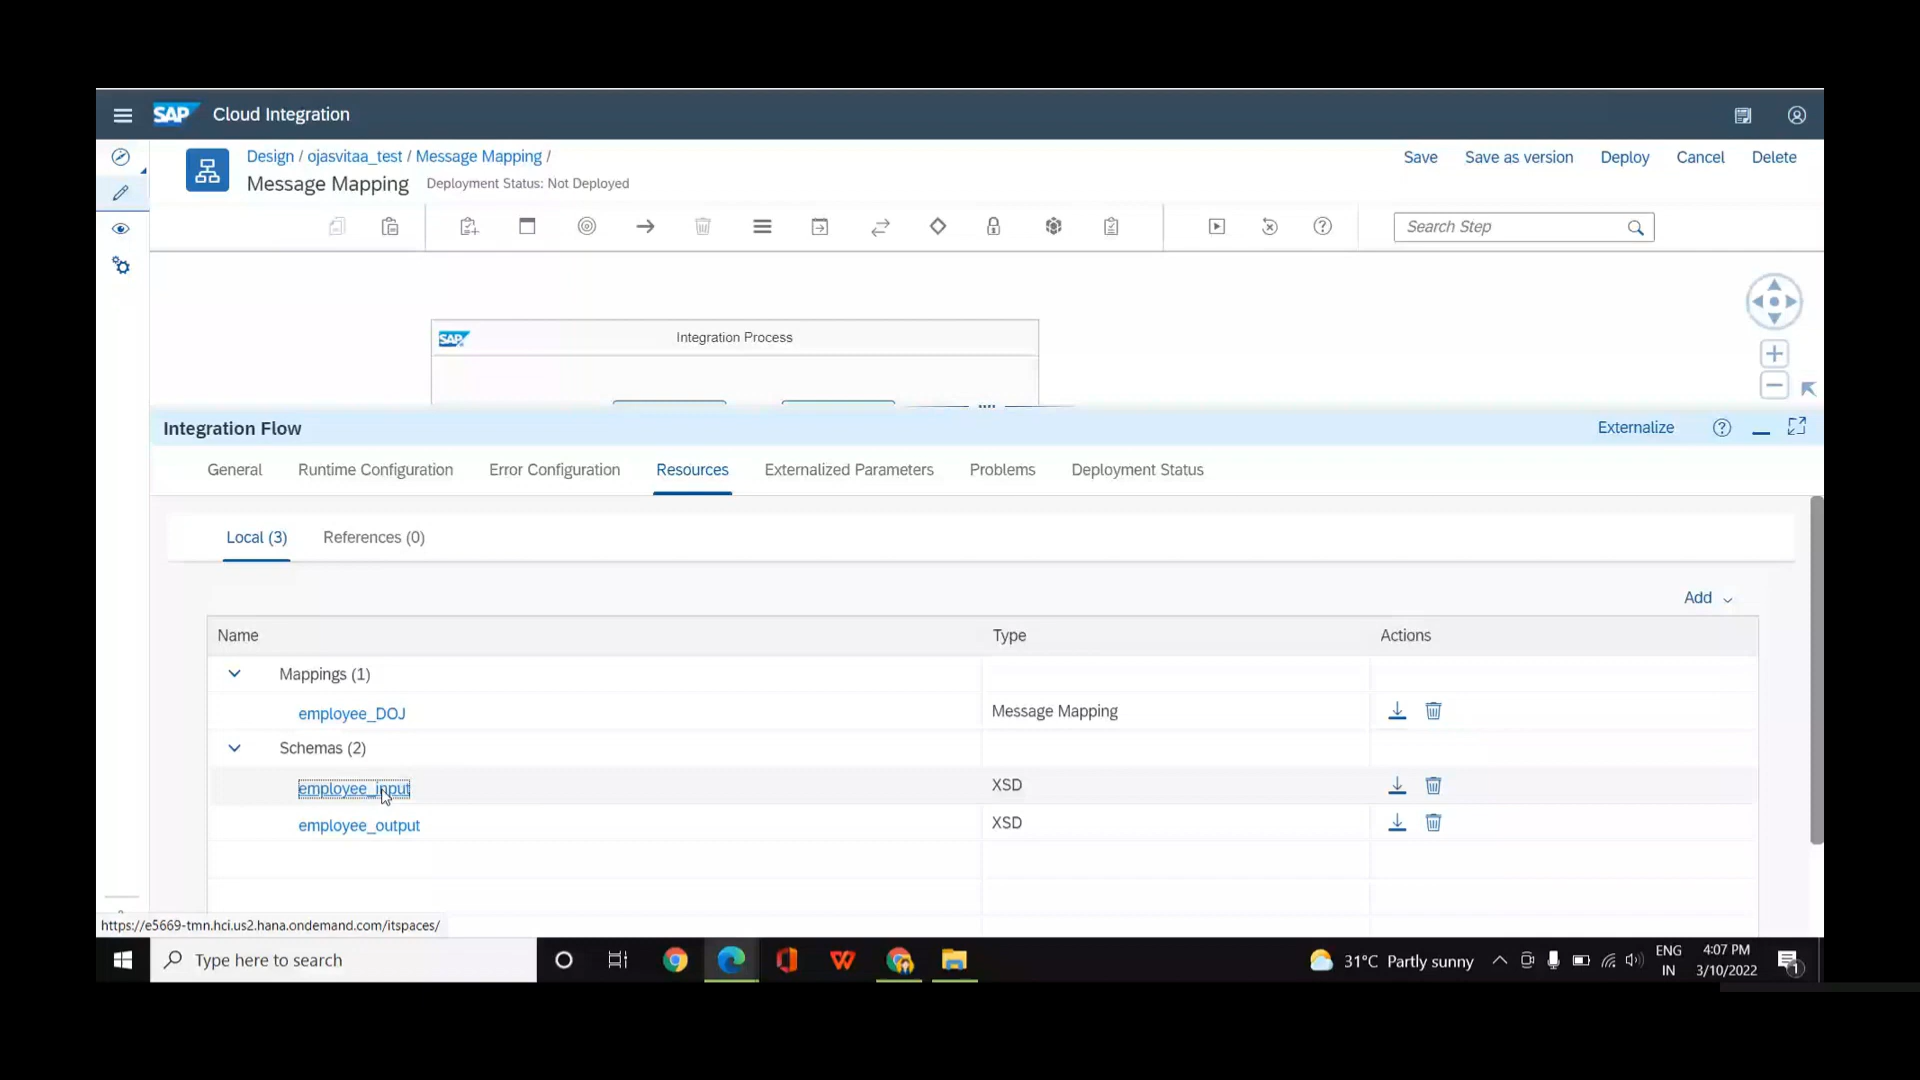 SAP Cloud Integration
Design / ojasvitaa_test / Message Mapping /
Message Mapping Deployment Status: Not Deployed
Save Save as version Deploy Cancel Delete
Search Step
SAP Integration Process
Integration Flow Externalize
General Runtime Configuration Error Configuration Resources Externalized Parameters Problems Deployment Status
Local (3) References (0)
Add
Name Type Actions
Mappings (1)
employee_DOJ Message Mapping
Schemas (2)
employee_input XSD
employee_output XSD
https://e5669-tmn.hci.us2.hana.ondemand.com/itspaces/
Type here to search
31°C Partly sunny
ENG
IN
4:07 PM
3/10/2022
1